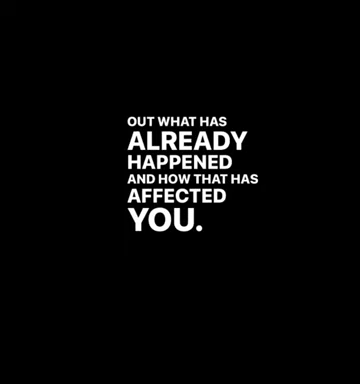 OUT WHAT HAS
ALREADY
HAPPENED
AND HOW THAT HAS
AFFECTED
YOU.